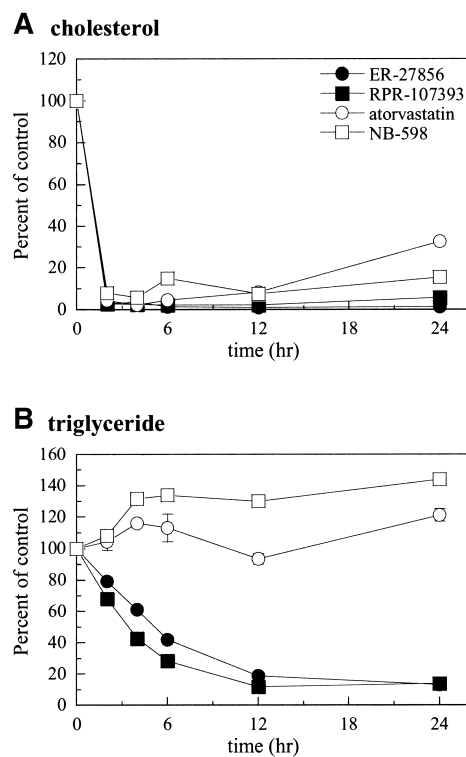 A cholesterol
120
100
80
60
40
20
0
Percent of control
ER-27856
RPR-107393
atorvastatin
NB-598
0 6 12 18 24
time (hr)
B triglyceride
160
140
120
100
80
60
40
20
0
Percent of control
0 6 12 18 24
time (hr)